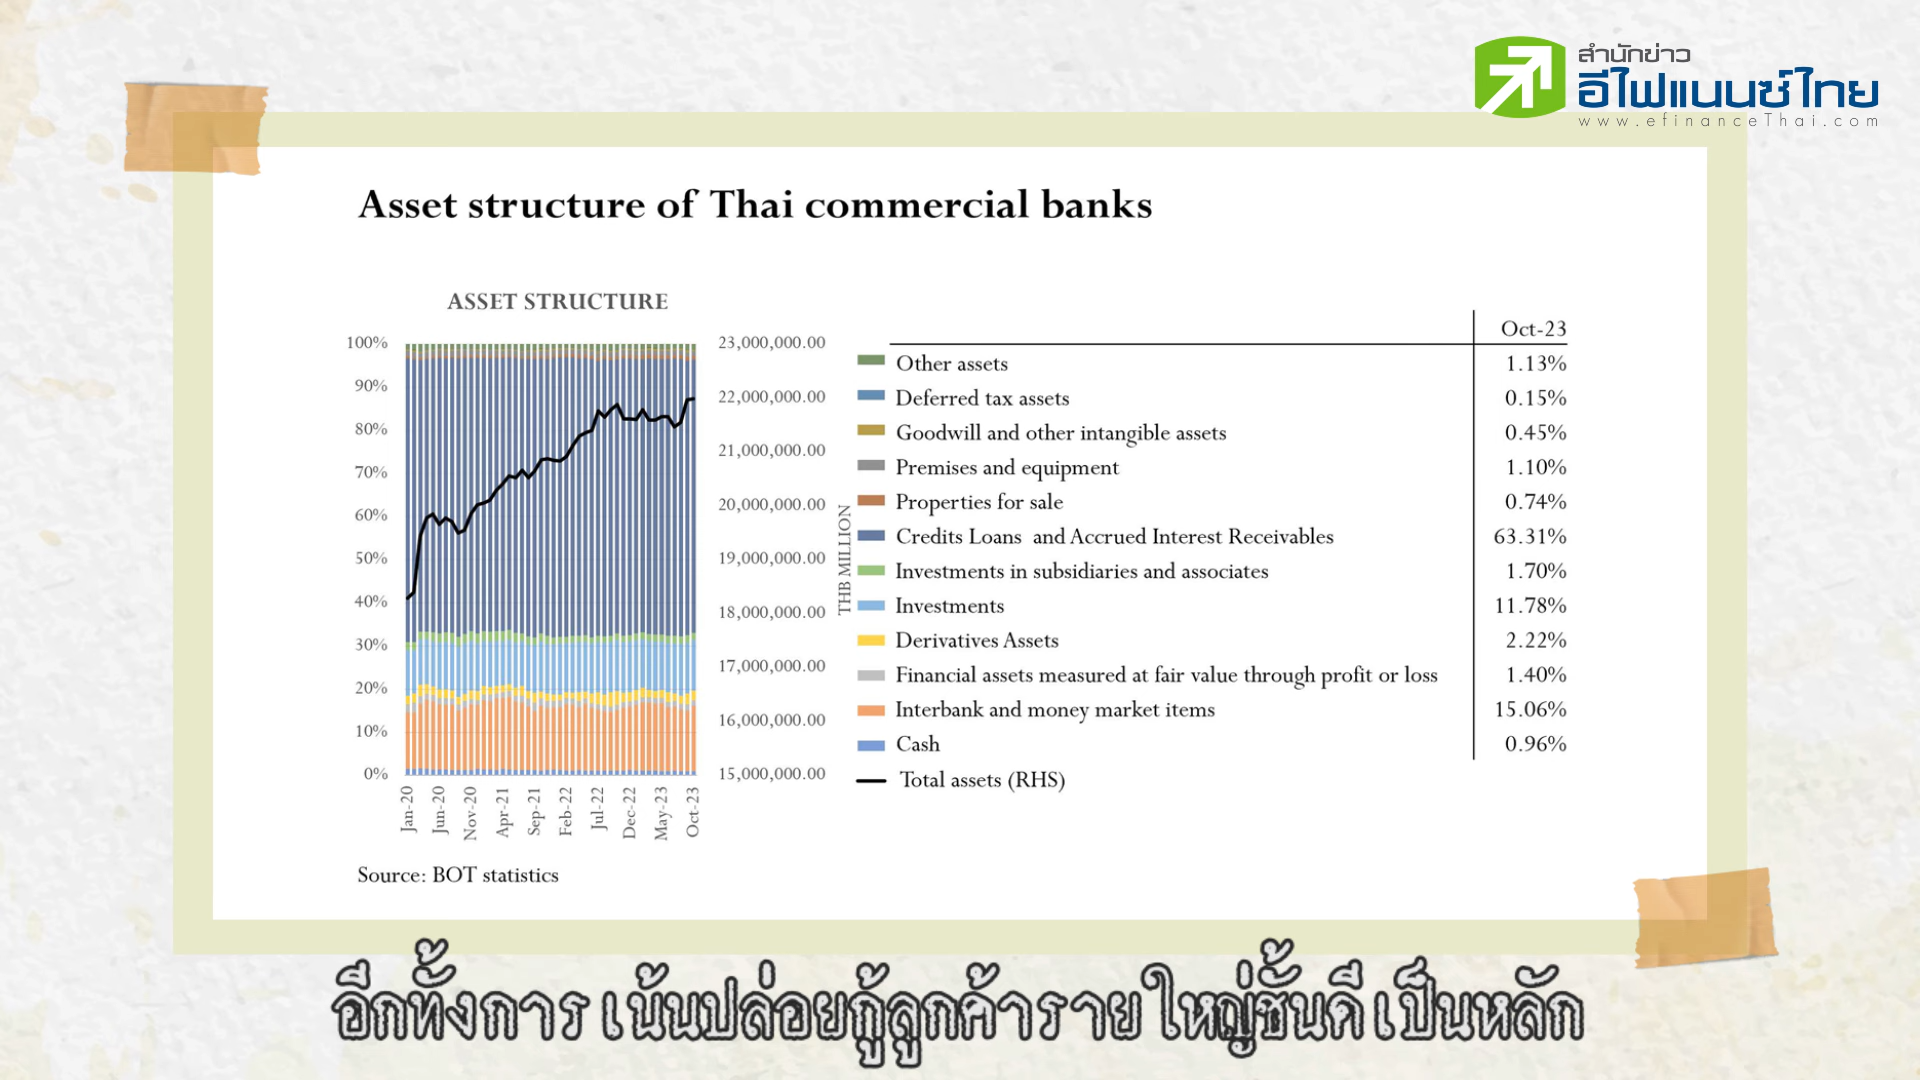 สำนักข่าว
อีไฟแนนซ์ไทย
www.efinanceThai.com
Asset structure of Thai commercial banks
ASSET STRUCTURE
100%
90%
80%
70%
60%
50%
40%
30%
20%
10%
0%
23,000,000.00
22,000,000.00
21,000,000.00
20,000,000.00
19,000,000.00
18,000,000.00
17,000,000.00
16,000,000.00
15,000,000.00
THB MILLION
Jan-20
Jun-20
Nov-20
Apr-21
Sep-21
Feb-22
Jul-22
Dec-22
May-23
Oct-23
Oct-23
Other assets 1.13%
Deferred tax assets 0.15%
Goodwill and other intangible assets 0.45%
Premises and equipment 1.10%
Properties for sale 0.74%
Credits Loans and Accrued Interest Receivables 63.31%
Investments in subsidiaries and associates 1.70%
Investments 11.78%
Derivatives Assets 2.22%
Financial assets measured at fair value through profit or loss 1.40%
Interbank and money market items 15.06%
Cash 0.96%
Total assets (RHS)
Source: BOT statistics
อีกทั้งการเน้นปล่อยกู้ลูกค้ารายใหญ่ชั้นดีเป็นหลัก